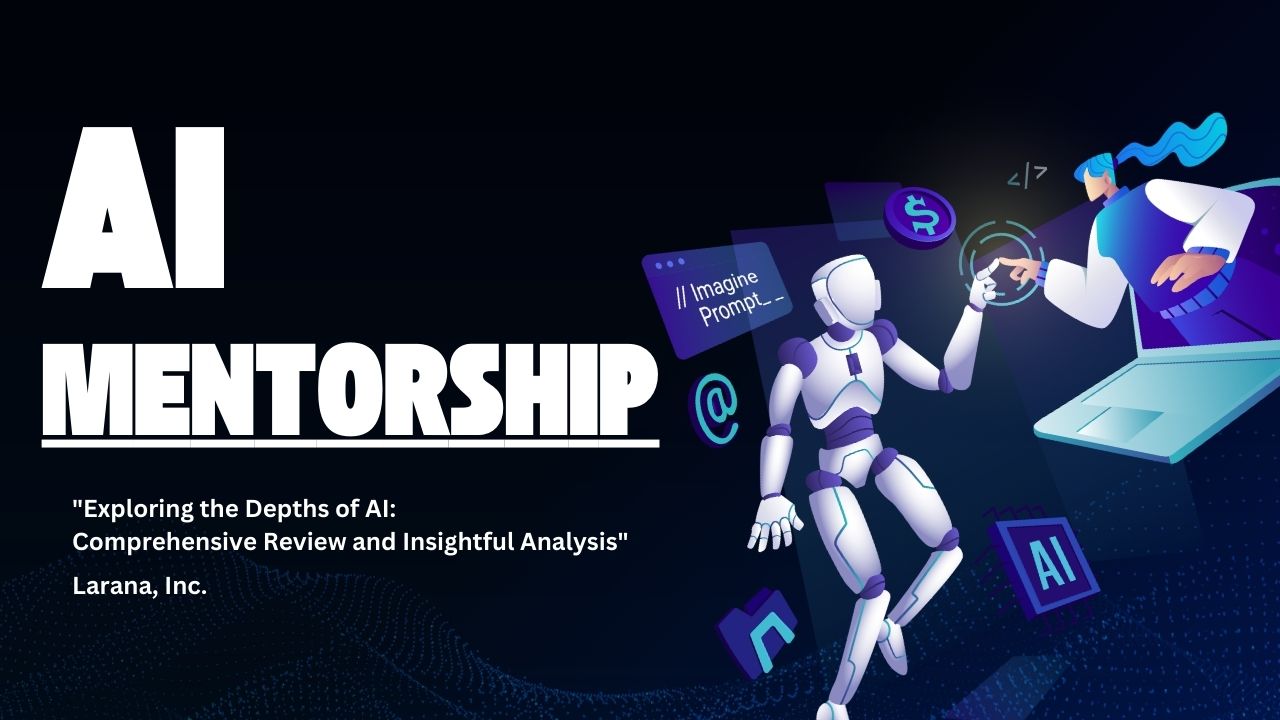 AI
MENTORSHIP
"Exploring the Depths of AI:
Comprehensive Review and Insightful Analysis"
Larana, Inc.
// Imagine
Prompt_ _
$
</>
@
AI